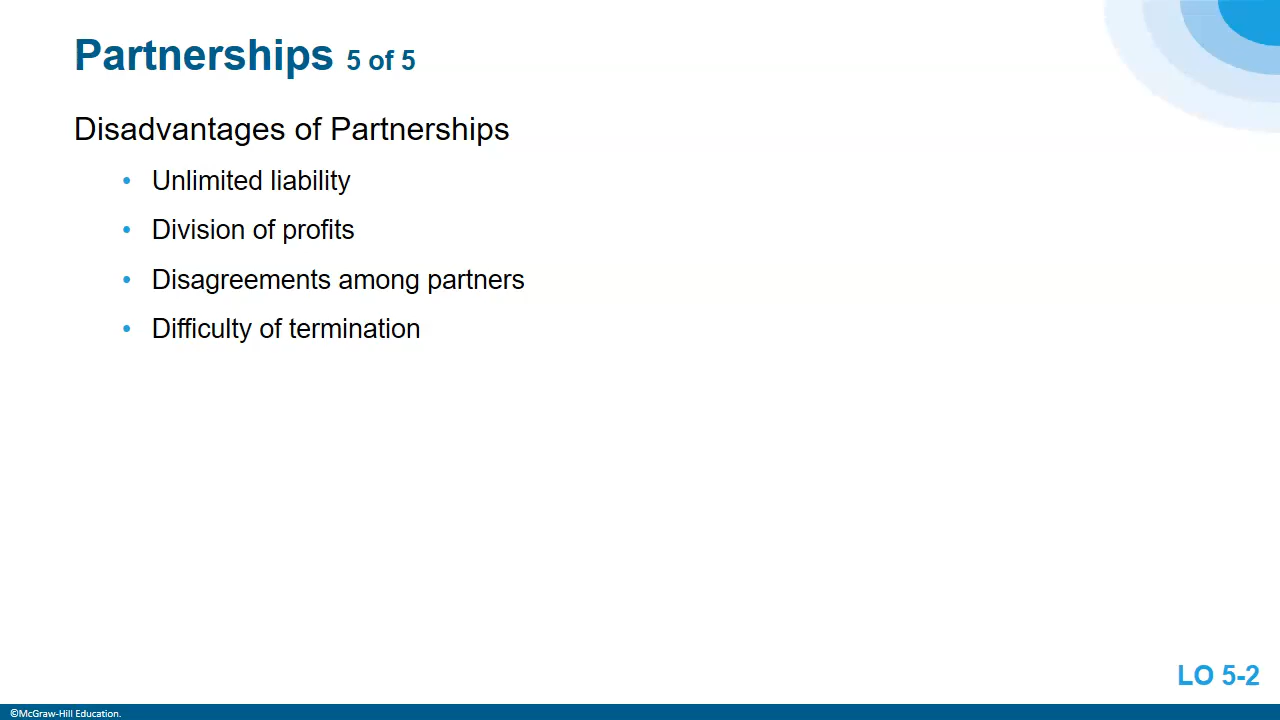 Partnerships 5 of 5
Disadvantages of Partnerships
• Unlimited liability
• Division of profits
• Disagreements among partners
• Difficulty of termination
LO 5-2
©McGraw-Hill Education.